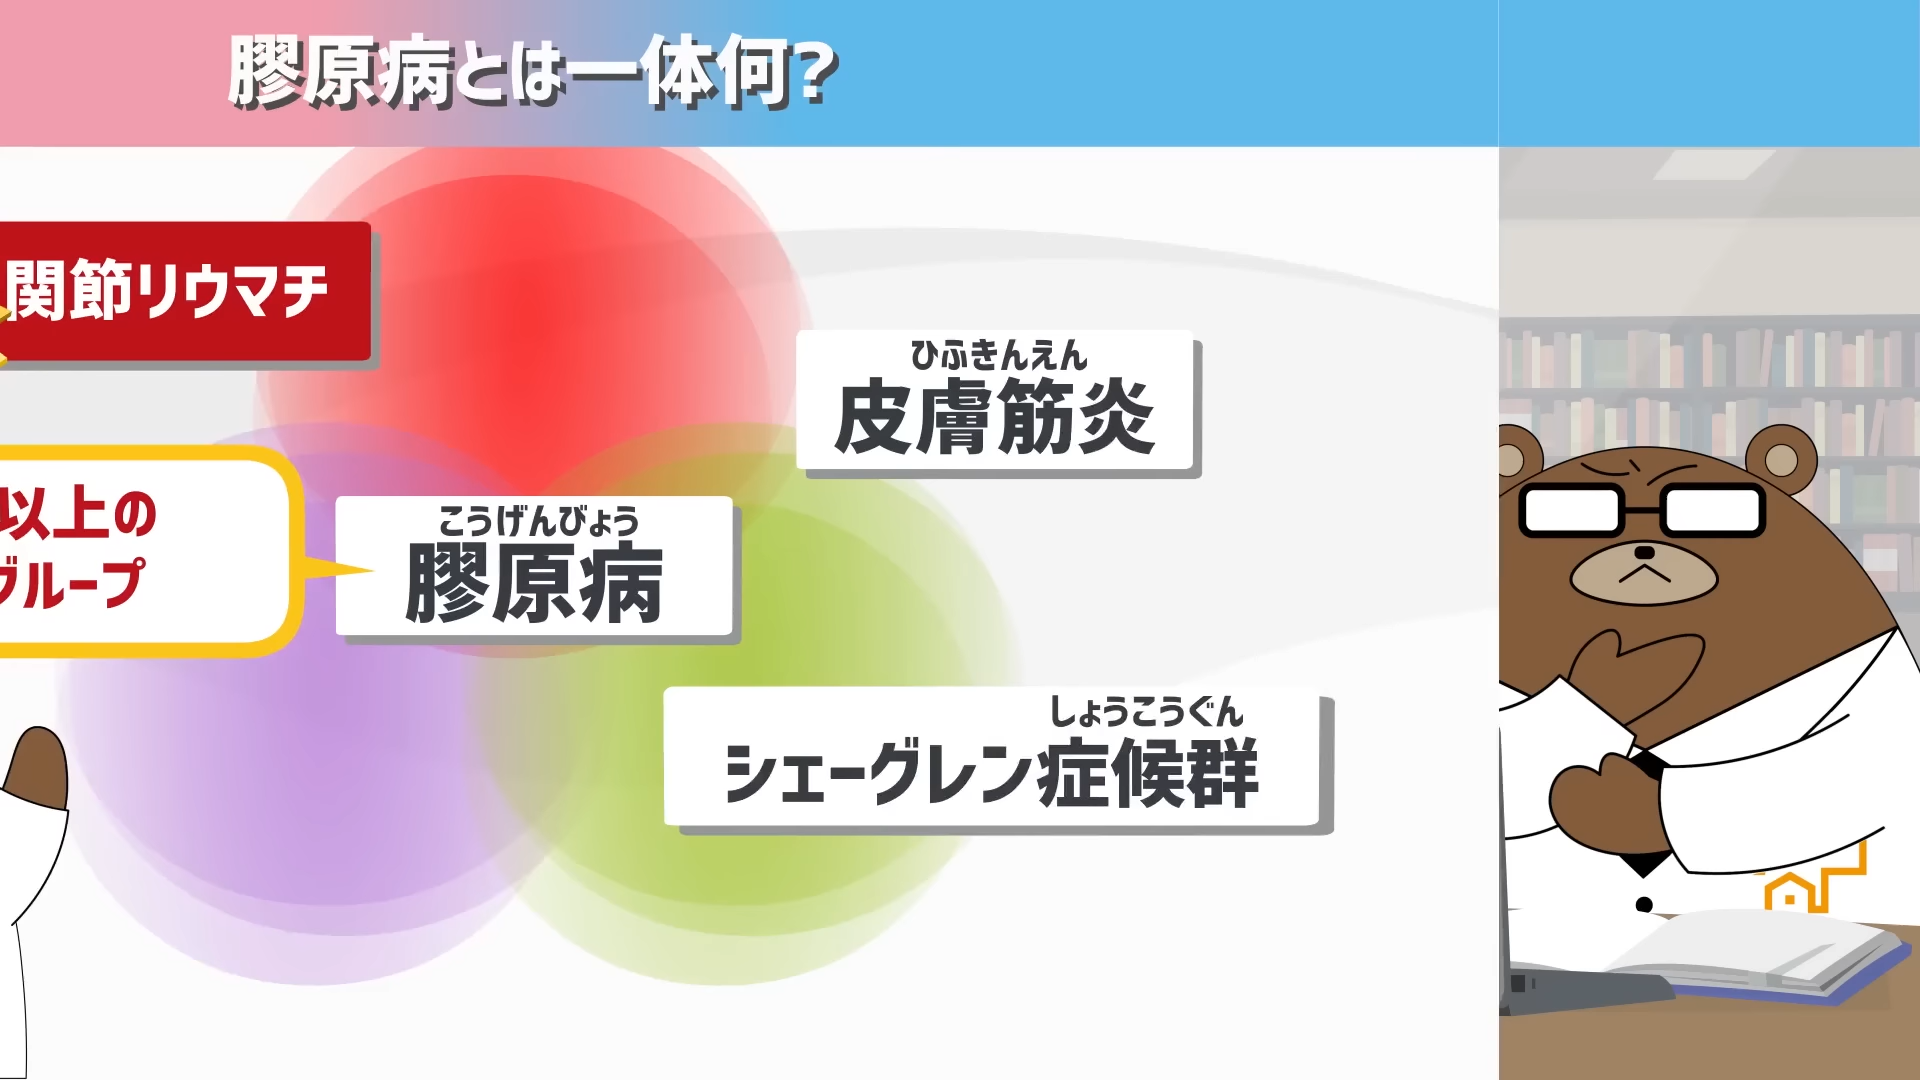 膠原病とは一体何?
関節リウマチ
ひふきんえん
皮膚筋炎
以上の
グループ
こうげんびょう
膠原病
しょうこうぐん
シェーグレン症候群